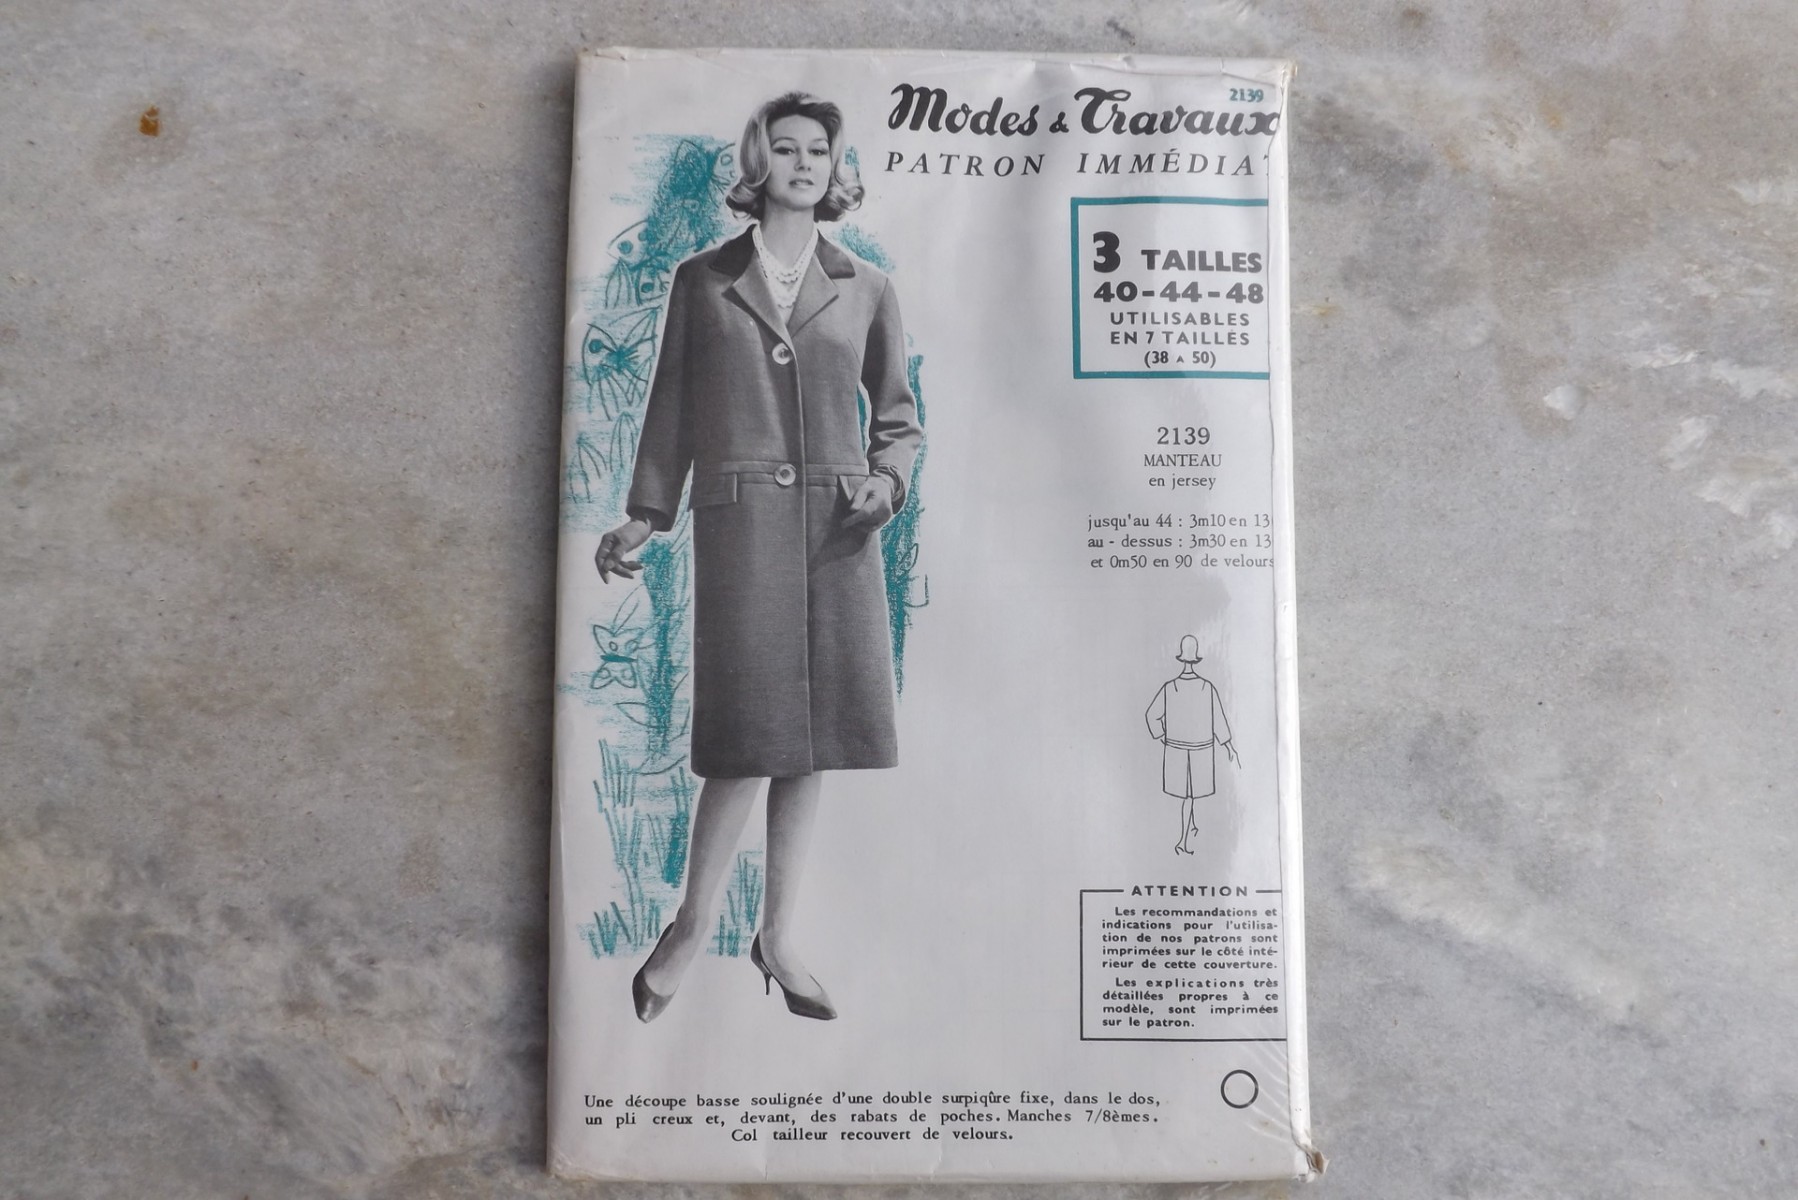 2139
Modes & Travaux
PATRON IMMÉDIAT
3 TAILLES
40-44-48
UTILISABLES
EN 7 TAILLES
(38 A 50)
2139
MANTEAU
en jersey
jusqu'au 44 : 3m10 en 13
au - dessus : 3m30 en 13
et 0m50 en 90 de velours
ATTENTION
Les recommandations et
indications pour l'utilisa-
tion de nos patrons sont
imprimées sur le côté inté-
rieur de cette couverture.
Les explications très
détaillées propres à ce
modèle, sont imprimées
sur le patron.
Une découpe basse soulignée d'une double surpiqûre fixe, dans le dos,
un pli creux et, devant, des rabats de poches. Manches 7/8èmes.
Col tailleur recouvert de velours.